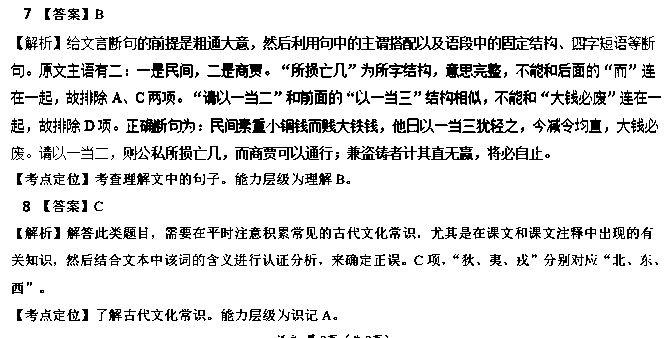 7 【答案】B
【解析】给文言断句的前提是粗通大意，然后利用句中的主谓搭配以及语段中的固定结构、四字短语等断
句。原文主语有二：一是民间，二是商贾。“所损亡几”为所字结构，意思完整，不能和后面的“而”连
在一起，故排除 A、C 两项。“请以一当二”和前面的“以一当三”结构相似，不能和“大钱必废”连在一
起，故排除 D 项。正确断句为：民间素重小铜钱而贱大铁钱，他日以一当三犹轻之，今减令均直，大钱必
废。请以一当二，则公私所损亡几，而商贾可以通行；兼盗铸者计其直无赢，将必自止。
【考点定位】考查理解文中的句子。能力层级为理解 B。
8 【答案】C
【解析】解答此类题目，需要在平时注意积累常见的古代文化常识，尤其是在课文和课文注释中出现的有
关知识，然后结合文本中该词的含义进行认证分析，来确定正误。C 项，“狄、夷、戎”分别对应“北、东、
西”。
【考点定位】了解古代文化常识。能力层级为识记 A。